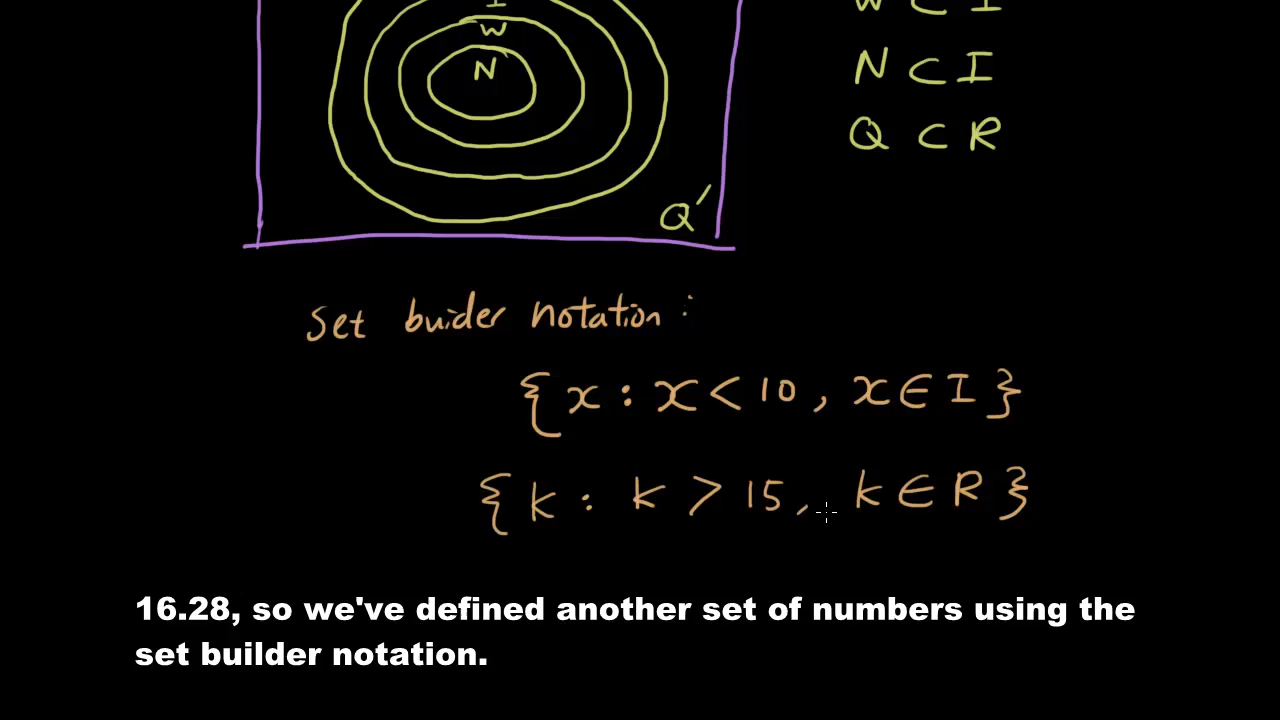 I
W ⊂ I
W
N
N ⊂ I
Q ⊂ R
Q'
Set buider notation :
{x : x < 10, x ∈ I}
{k : k > 15, k ∈ R}
16.28, so we've defined another set of numbers using the
set builder notation.